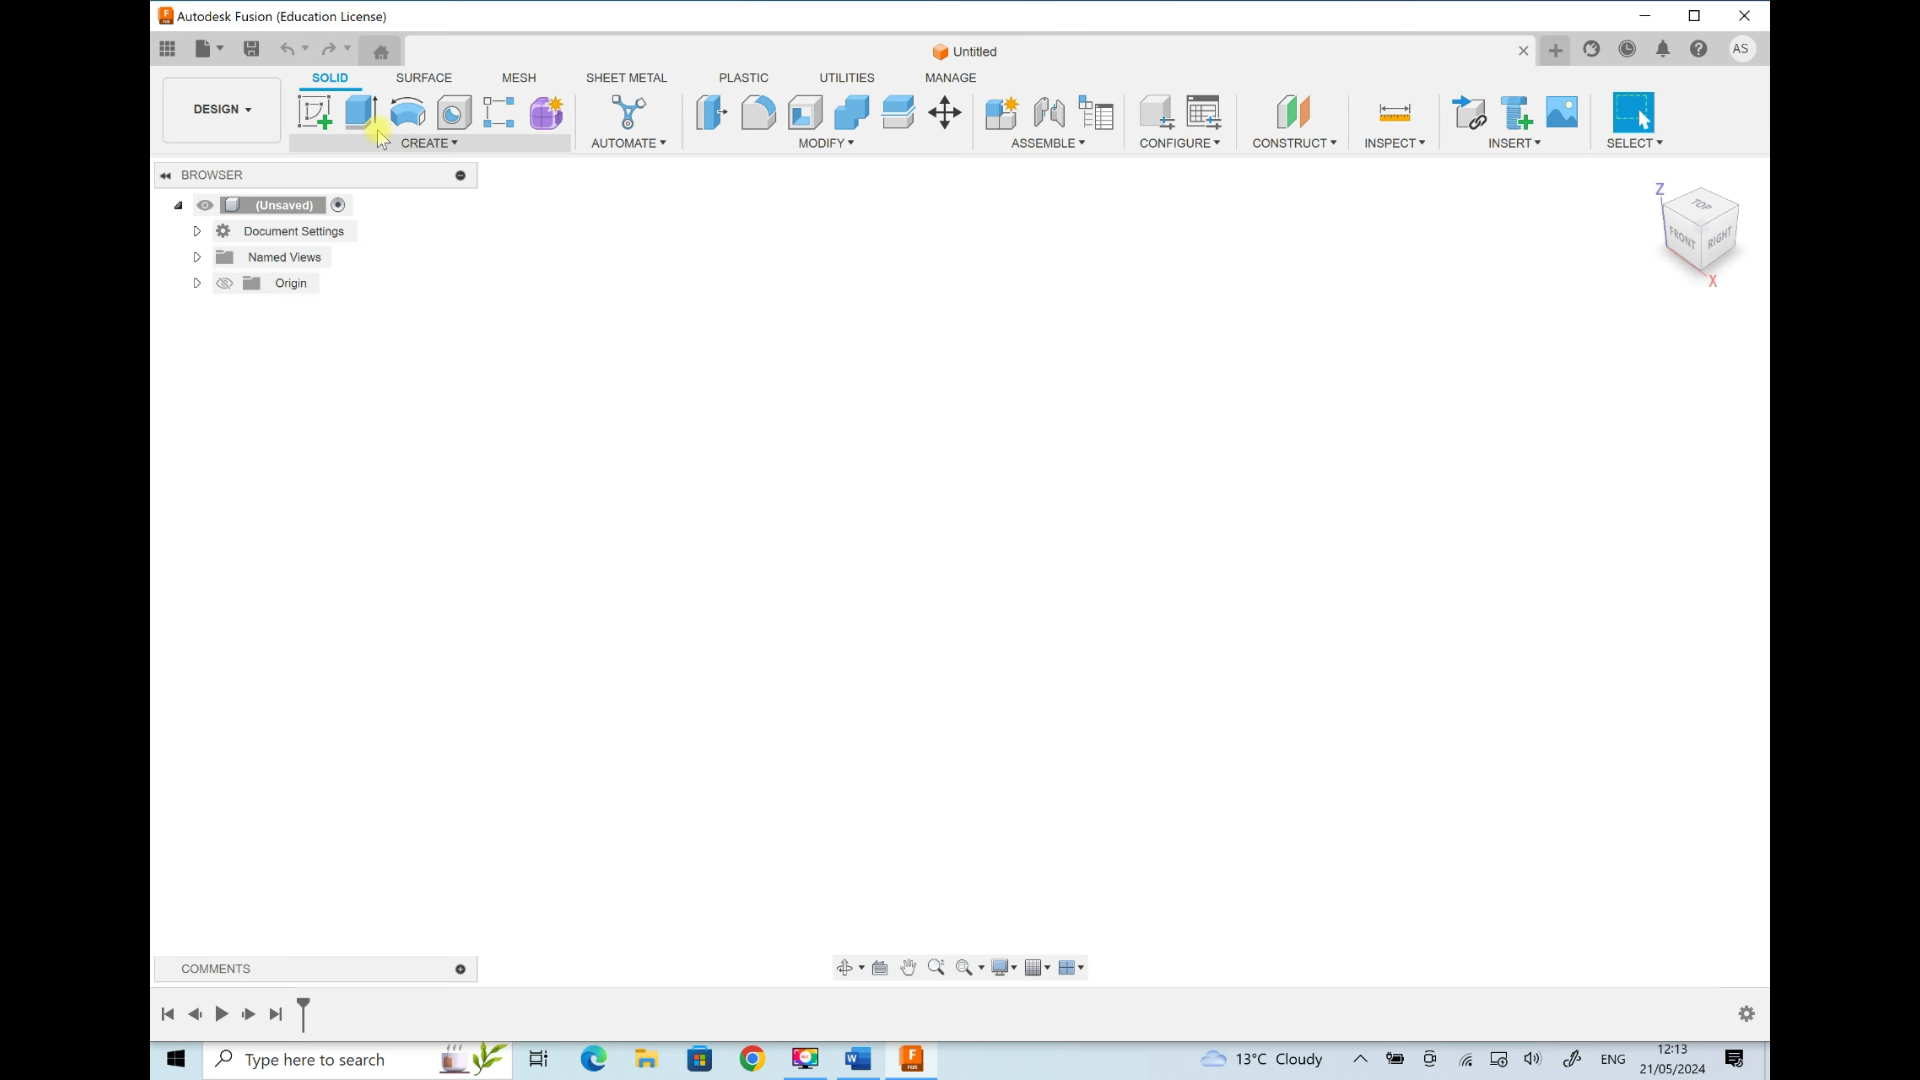 Autodesk Fusion (Education License)
Untitled
AS
SOLID SURFACE MESH SHEET METAL PLASTIC UTILITIES MANAGE
DESIGN
CREATE AUTOMATE MODIFY ASSEMBLE CONFIGURE CONSTRUCT INSPECT INSERT SELECT
BROWSER
(Unsaved)
Document Settings
Named Views
Origin
Z
TOP
FRONT RIGHT
X
COMMENTS
Type here to search
13°C Cloudy
ENG
12:13
21/05/2024